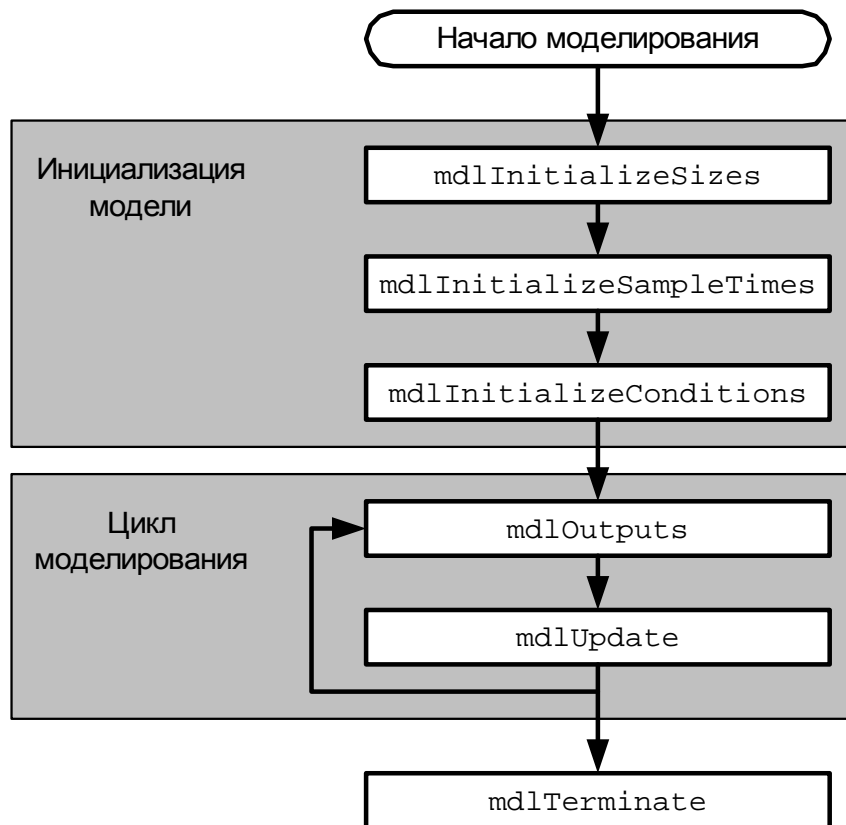 Начало моделирования
Инициализация
модели
mdlInitializeSizes
mdlInitializeSampleTimes
mdlInitializeConditions
Цикл
моделирования
mdlOutputs
mdlUpdate
mdlTerminate